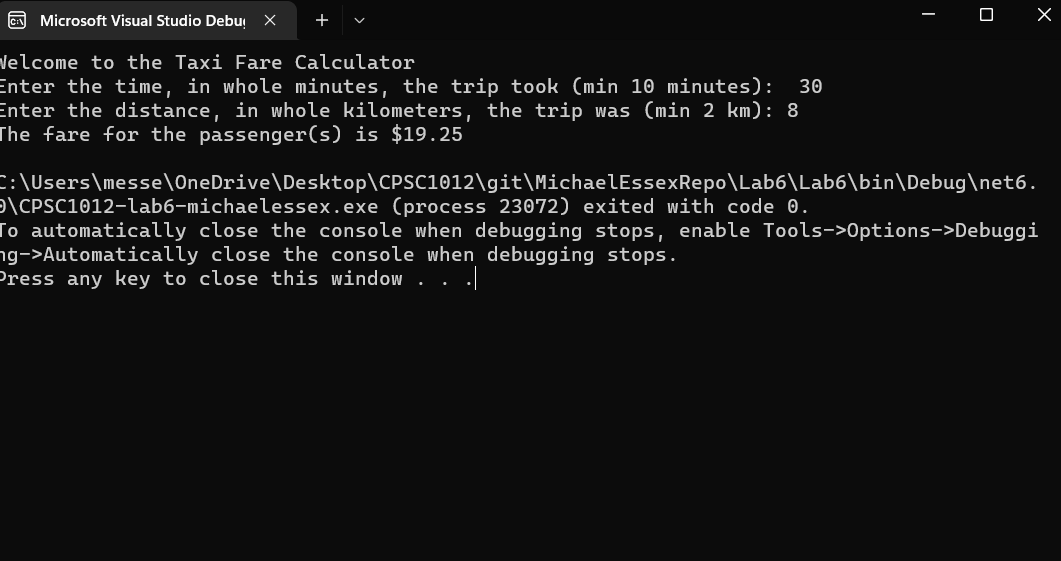 Microsoft Visual Studio Debu
Welcome to the Taxi Fare Calculator
Enter the time, in whole minutes, the trip took (min 10 minutes):  30
Enter the distance, in whole kilometers, the trip was (min 2 km): 8
The fare for the passenger(s) is $19.25
C:\Users\messe\OneDrive\Desktop\CPSC1012\git\MichaelEssexRepo\Lab6\Lab6\bin\Debug\net6.
0\CPSC1012-lab6-michaelessex.exe (process 23072) exited with code 0.
To automatically close the console when debugging stops, enable Tools->Options->Debuggi
ng->Automatically close the console when debugging stops.
Press any key to close this window . . .